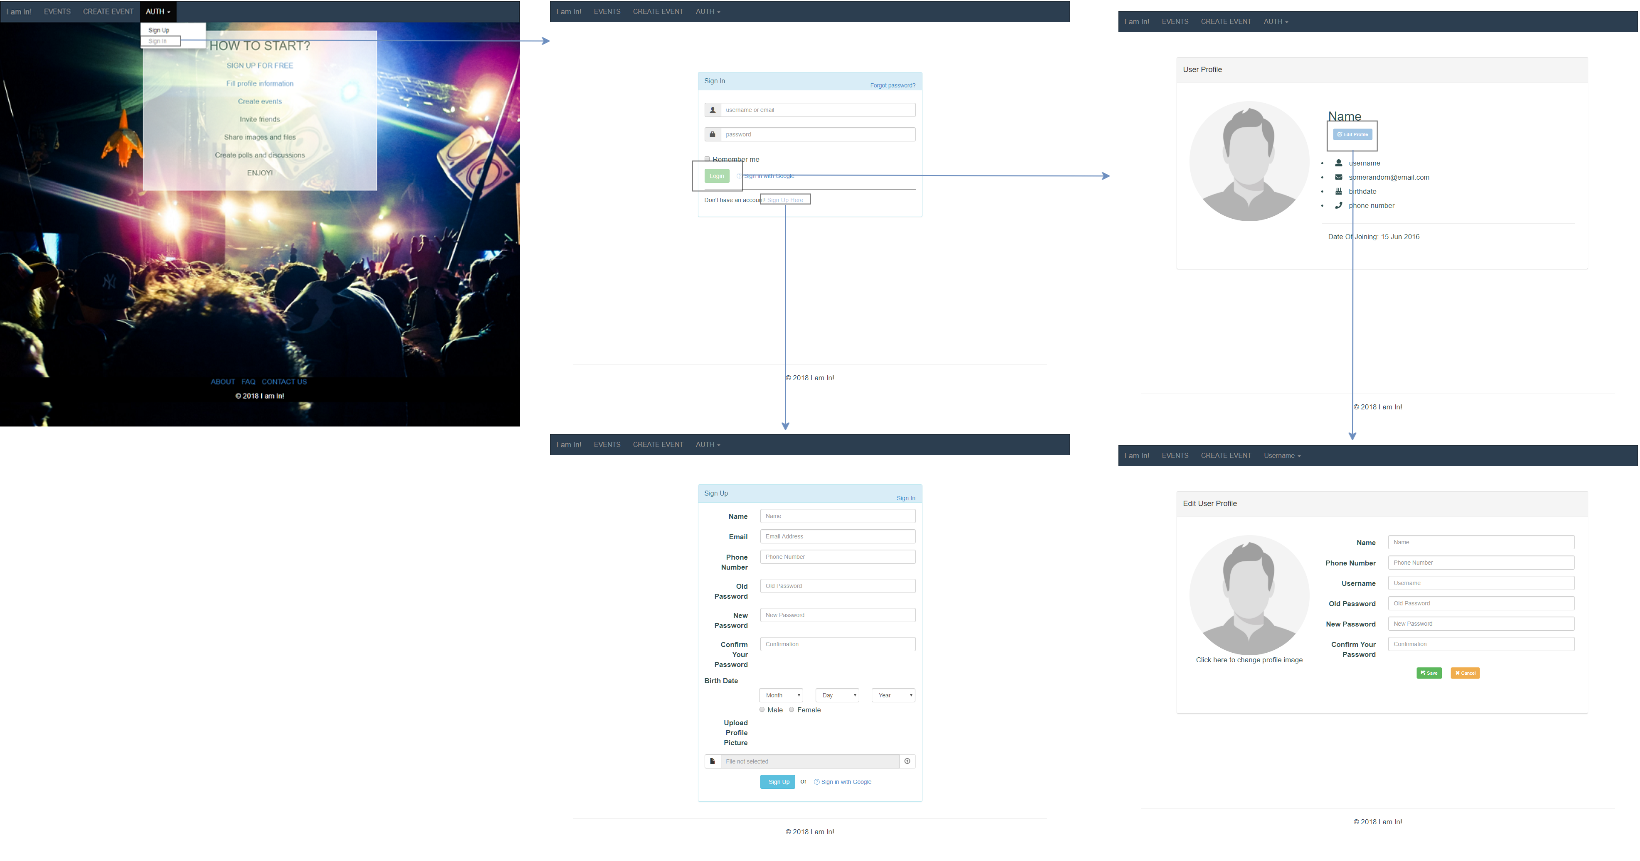 I am In! EVENTS CREATE EVENT AUTH
Sign Up
Sign In
HOW TO START?
SIGN UP FOR FREE
Fill profile information
Create events
Invite friends
Share images and files
Create polls and discussions
ENJOY!
ABOUT FAQ CONTACT US
© 2018 I am In!
I am In! EVENTS CREATE EVENT AUTH
Sign In
Forgot password?
username or email
password
Remember me
Login Sign in with Google
Don't have an account! Sign Up Here
© 2018 I am In!
I am In! EVENTS CREATE EVENT AUTH
User Profile
Name
Edit Profile
username
somerandom@email.com
birthdate
phone number
Date Of Joining: 15 Jun 2016
© 2018 I am In!
I am In! EVENTS CREATE EVENT AUTH
Sign Up
Sign In
Name Name
Email Email Address
Phone Phone Number
Number
Old Old Password
Password
New New Password
Password
Confirm Confirmation
Your
Password
Birth Date
Month Day Year
Male Female
Upload
Profile
Picture
File not selected
Sign Up or Sign in with Google
© 2018 I am In!
I am In! EVENTS CREATE EVENT Username
Edit User Profile
Name Name
Phone Number Phone Number
Username Username
Old Password Old Password
New Password New Password
Confirm Your Confirmation
Password
Click here to change profile image
Save Cancel
© 2018 I am In!